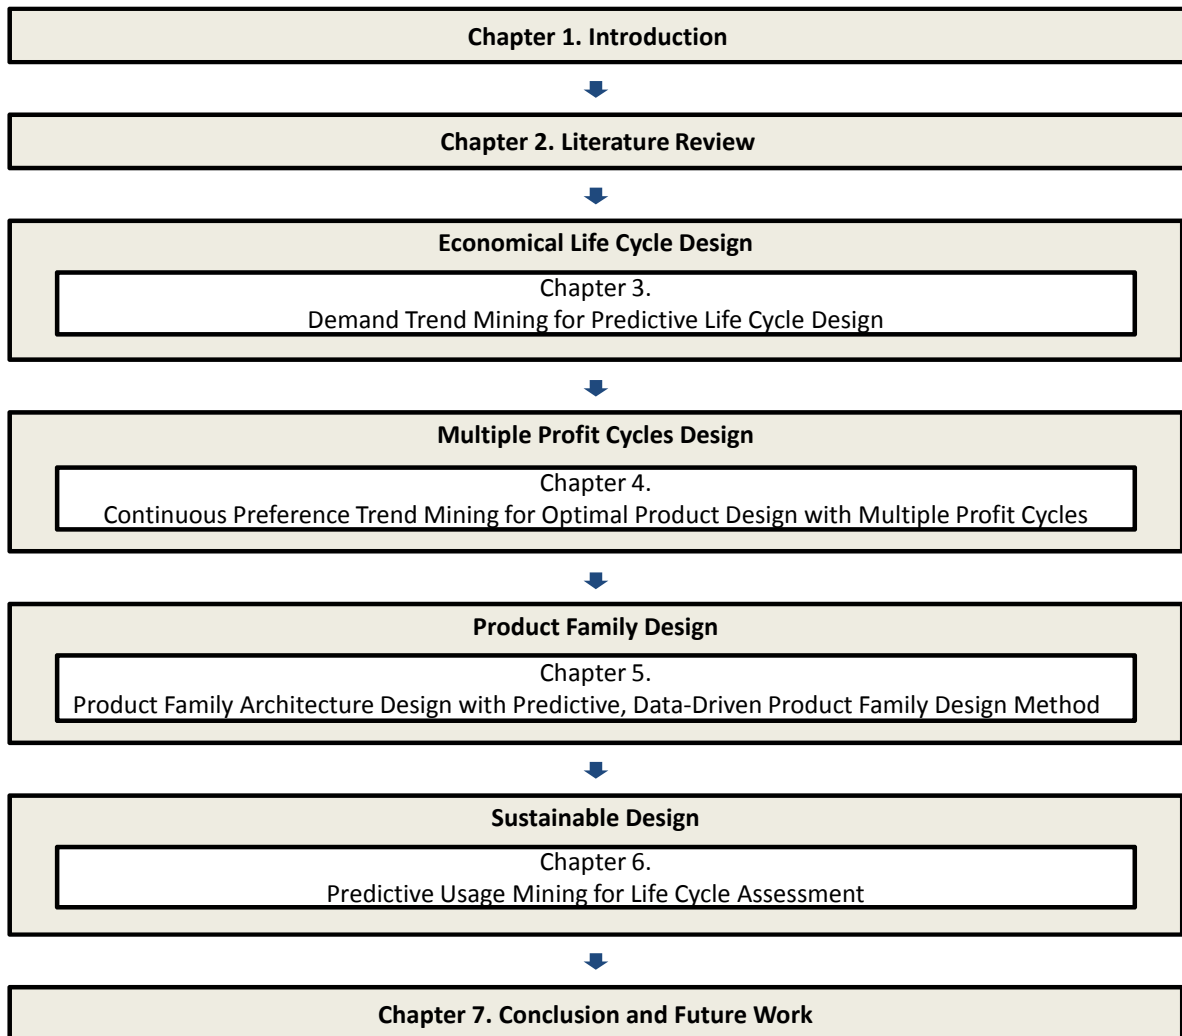 Chapter 1. Introduction
Chapter 2. Literature Review
Economical Life Cycle Design
Chapter 3.
Demand Trend Mining for Predictive Life Cycle Design
Multiple Profit Cycles Design
Chapter 4.
Continuous Preference Trend Mining for Optimal Product Design with Multiple Profit Cycles
Product Family Design
Chapter 5.
Product Family Architecture Design with Predictive, Data-Driven Product Family Design Method
Sustainable Design
Chapter 6.
Predictive Usage Mining for Life Cycle Assessment
Chapter 7. Conclusion and Future Work